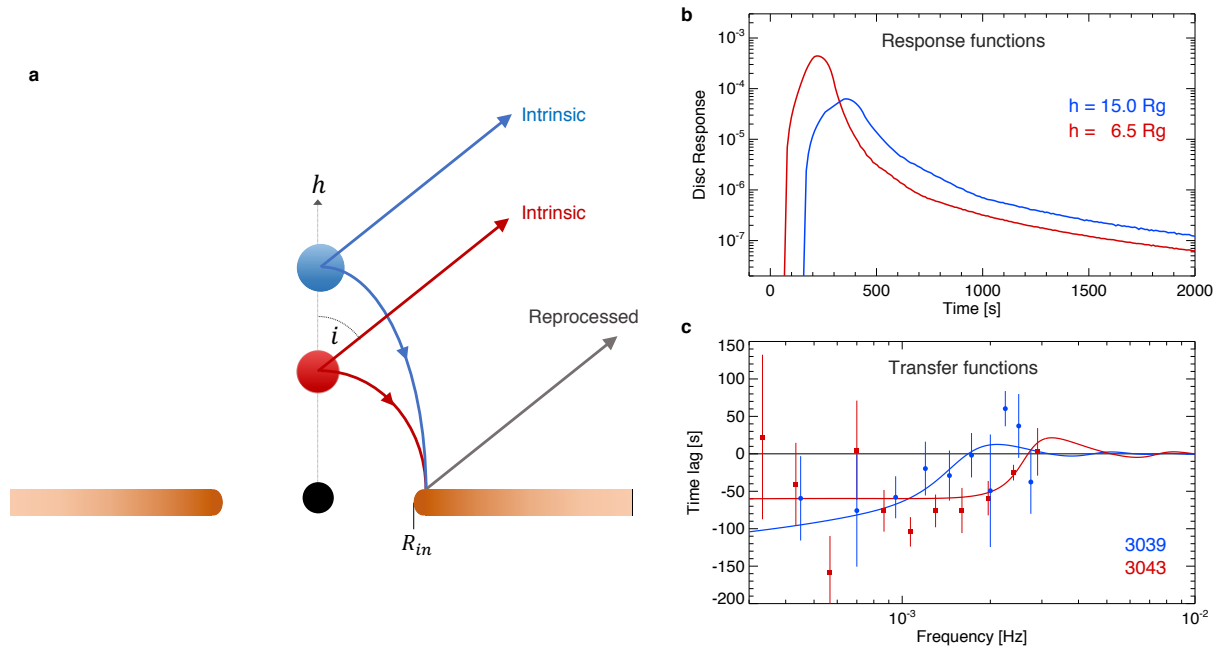 a
h
Intrinsic
Intrinsic
i
Reprocessed
R_in
b
Response functions
h = 15.0 Rg
h = 6.5 Rg
Disc Response
10^-3
10^-4
10^-5
10^-6
10^-7
0 500 1000 1500 2000
Time [s]
c
Transfer functions
Time lag [s]
150
100
50
0
-50
-100
-150
-200
3039
3043
10^-3 10^-2
Frequency [Hz]